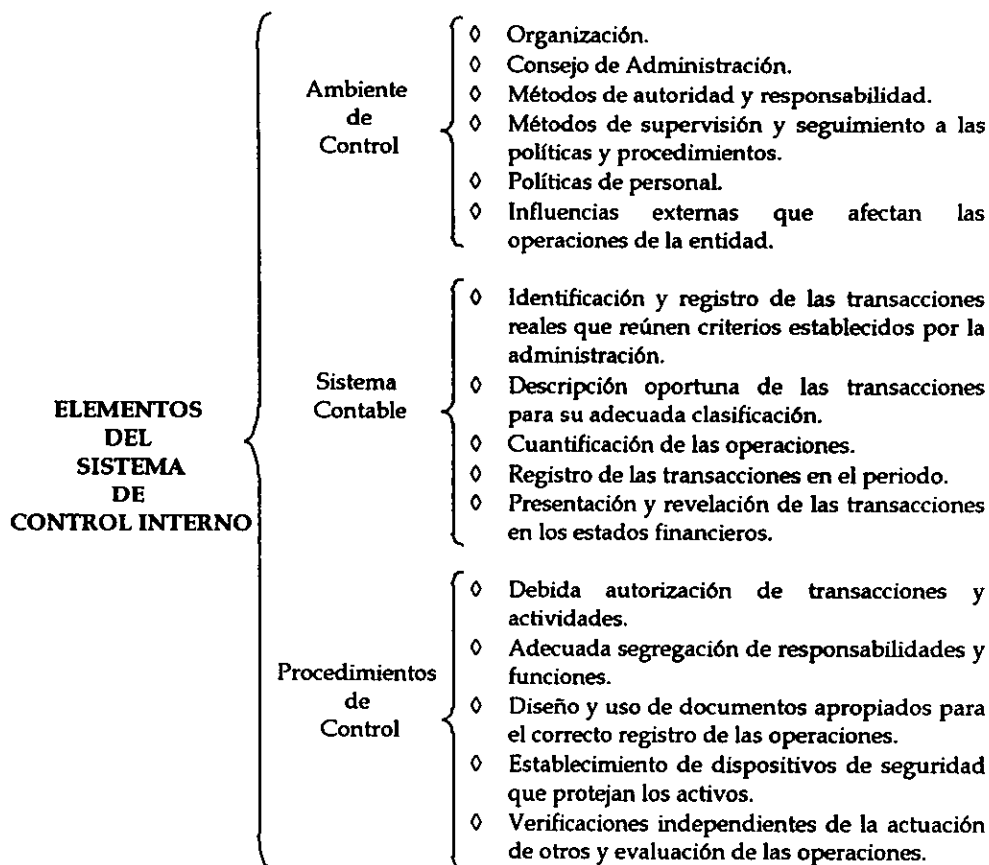 ELEMENTOS
DEL
SISTEMA
DE
CONTROL INTERNO
Ambiente
de
Control
◊ Organización.
◊ Consejo de Administración.
◊ Métodos de autoridad y responsabilidad.
◊ Métodos de supervisión y seguimiento a las
políticas y procedimientos.
◊ Políticas de personal.
◊ Influencias externas que afectan las
operaciones de la entidad.
Sistema
Contable
◊ Identificación y registro de las transacciones
reales que reúnen criterios establecidos por la
administración.
◊ Descripción oportuna de las transacciones
para su adecuada clasificación.
◊ Cuantificación de las operaciones.
◊ Registro de las transacciones en el periodo.
◊ Presentación y revelación de las transacciones
en los estados financieros.
Procedimientos
de
Control
◊ Debida autorización de transacciones y
actividades.
◊ Adecuada segregación de responsabilidades y
funciones.
◊ Diseño y uso de documentos apropiados para
el correcto registro de las operaciones.
◊ Establecimiento de dispositivos de seguridad
que protejan los activos.
◊ Verificaciones independientes de la actuación
de otros y evaluación de las operaciones.